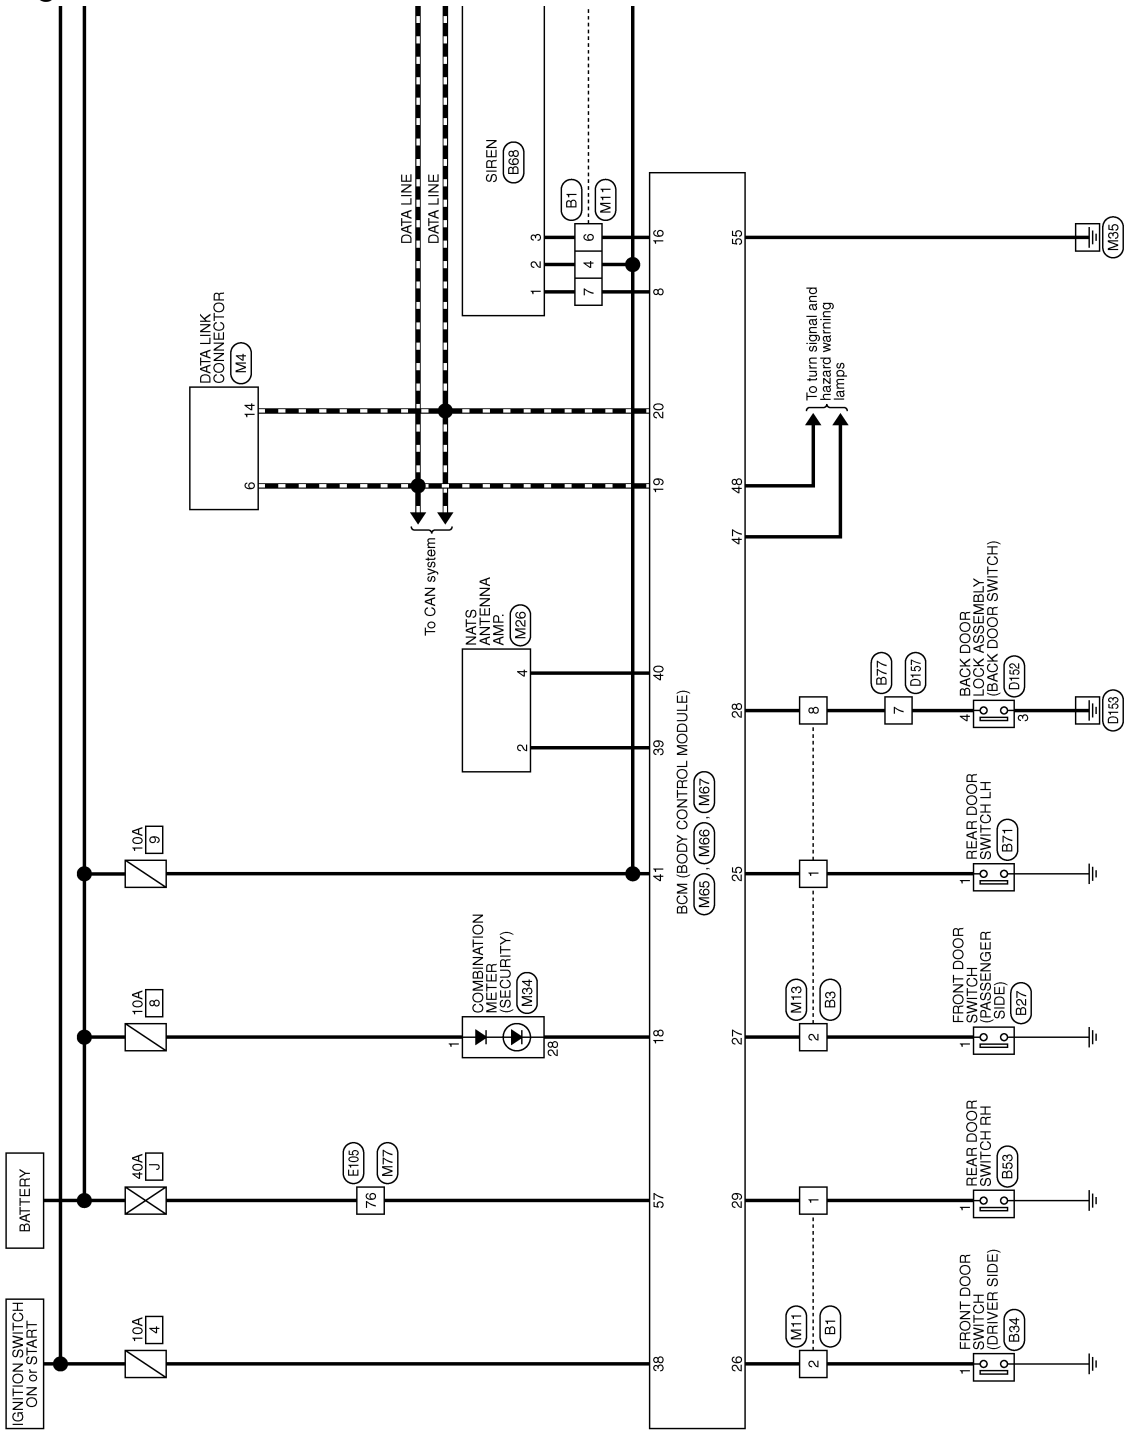 IGNITION SWITCH
ON or START
BATTERY
10A
4
40A
J
10A
8
10A
9
E105
76
M77
COMBINATION
METER
(SECURITY)
M34
1
28
NATS
ANTENNA
AMP.
M26
2
4
DATA LINK
CONNECTOR
M4
6
14
To CAN system
DATA LINE
DATA LINE
SIREN
B68
1
2
3
B1
7
4
6
M11
38
57
18
41
39
40
19
20
8
16
BCM (BODY CONTROL MODULE)
M65 , M66 , M67
26
29
27
25
28
47
48
55
M11
2
1
B1
M13
2
1
8
B3
B77
7
D157
To turn signal and
hazard warning
lamps
FRONT DOOR
SWITCH
(DRIVER SIDE)
B34
1
REAR DOOR
SWITCH RH
B53
1
FRONT DOOR
SWITCH
(PASSENGER
SIDE)
B27
1
REAR DOOR
SWITCH LH
B71
1
BACK DOOR
LOCK ASSEMBLY
(BACK DOOR SWITCH)
D152
4
3
D153
M35